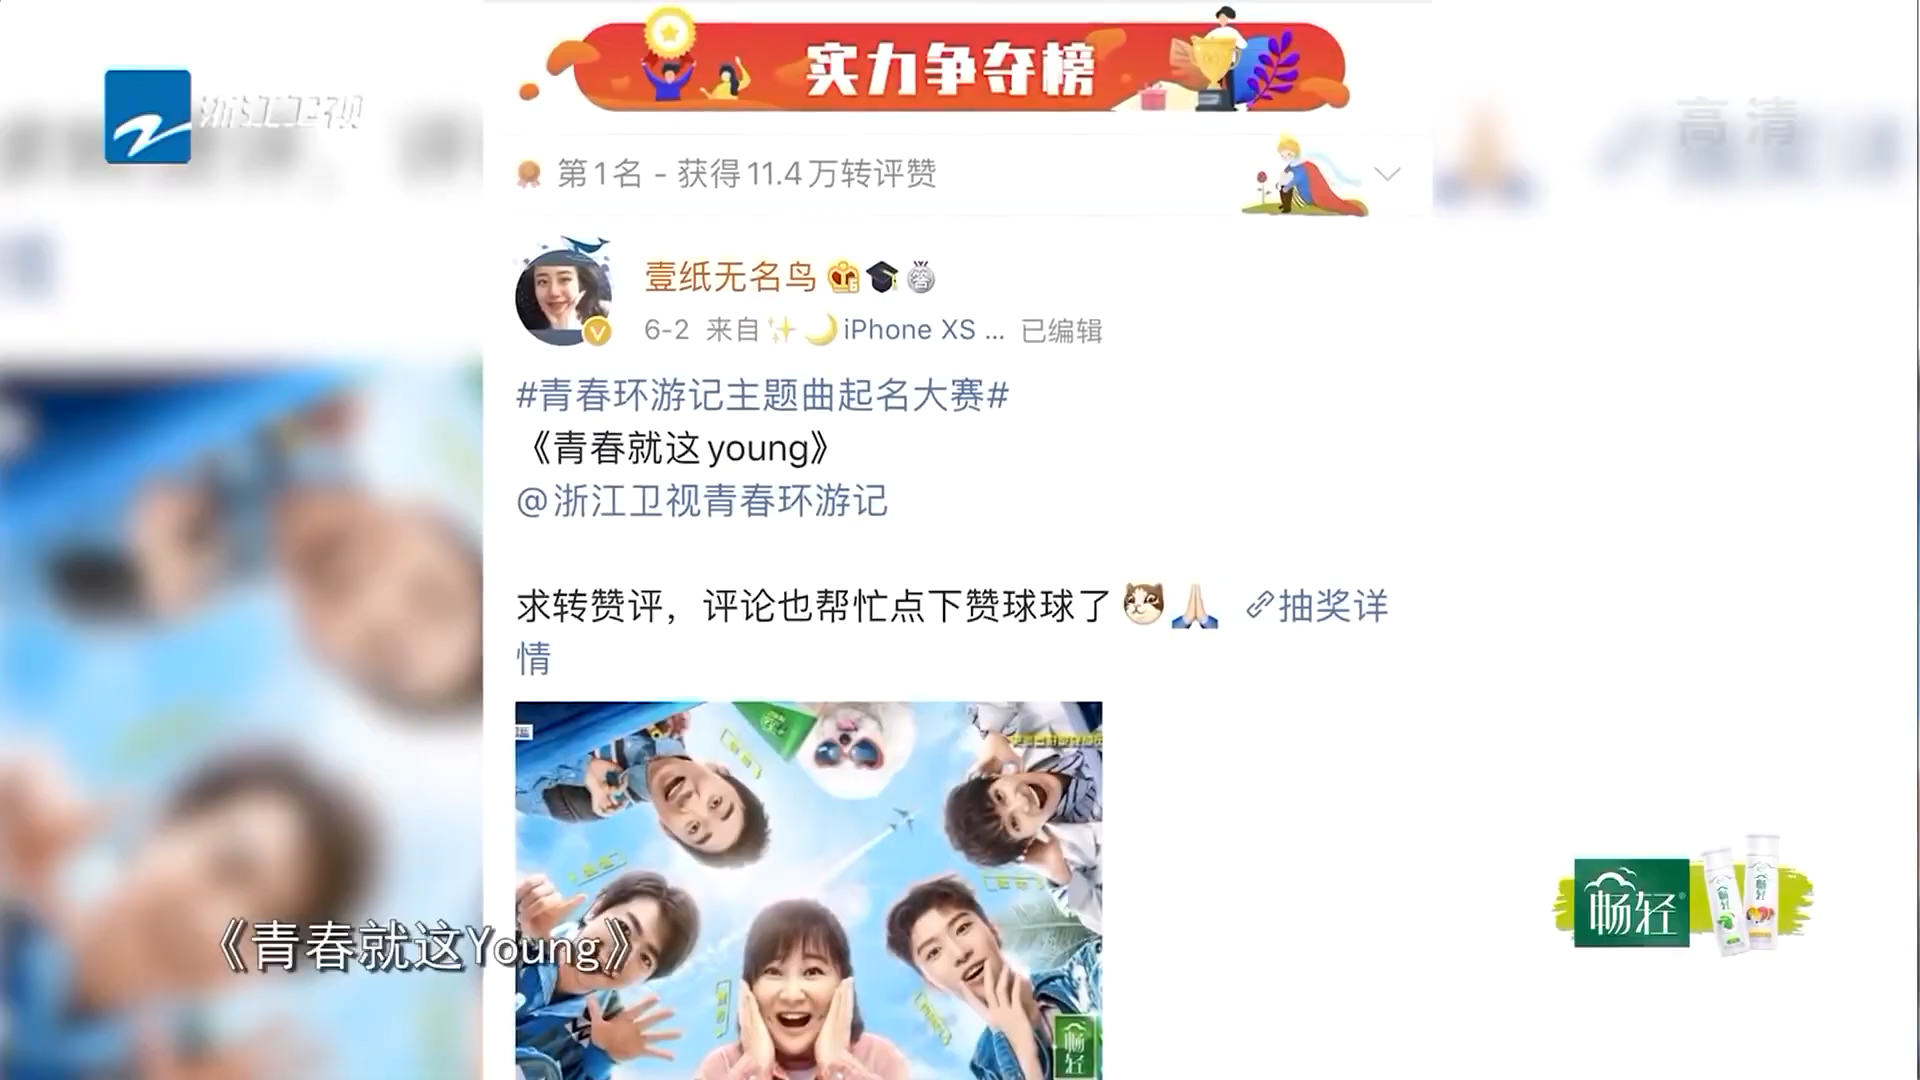 实力争夺榜
浙江卫视
高清
第1名 - 获得11.4万转评赞
壹纸无名鸟
6-2 来自✨🌙iPhone XS ... 已编辑
#青春环游记主题曲起名大赛#
《青春就这young》
@浙江卫视青春环游记
求转赞评，评论也帮忙点下赞球球了 抽奖详
情
《青春就这Young》
畅轻
畅轻